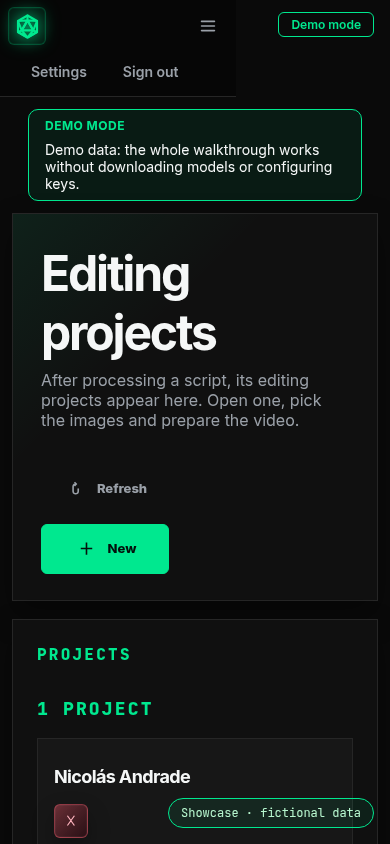 Demo mode
Settings
Sign out
DEMO MODE
Demo data: the whole walkthrough works
without downloading models or configuring
keys.
Editing
projects
After processing a script, its editing
projects appear here. Open one, pick
the images and prepare the video.
Refresh
New
PROJECTS
1 PROJECT
Nicolás Andrade
X
Showcase · fictional data